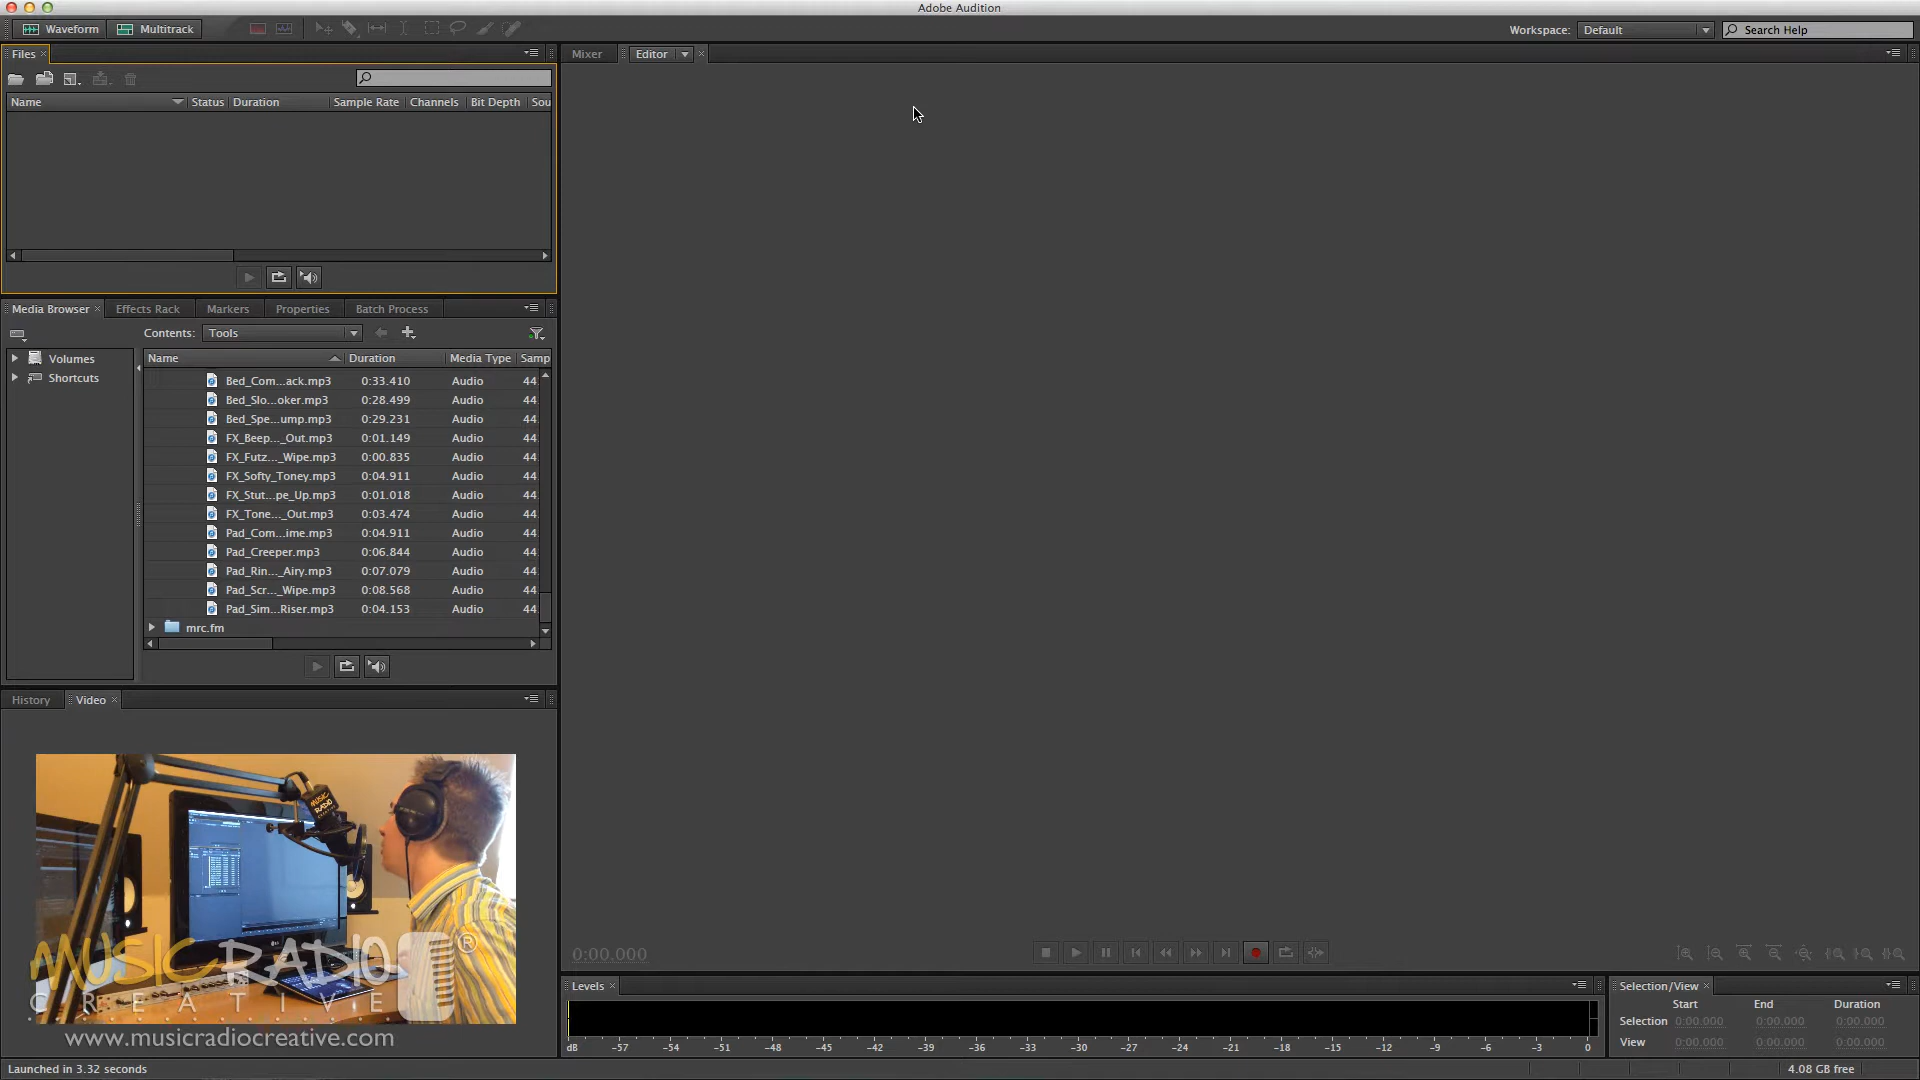 Adobe Audition
Waveform Multitrack Workspace: Default Search Help
Files
Name Status Duration Sample Rate Channels Bit Depth Sou
Media Browser Effects Rack Markers Properties Batch Process
Contents: Tools
Volumes
Shortcuts
Name Duration Media Type Samp
Bed_Com...ack.mp3 0:33.410 Audio 44
Bed_Slo...oker.mp3 0:28.499 Audio 44
Bed_Spe...ump.mp3 0:29.231 Audio 44
FX_Beep..._Out.mp3 0:01.149 Audio 44
FX_Futz..._Wipe.mp3 0:00.835 Audio 44
FX_Softy_Toney.mp3 0:04.911 Audio 44
FX_Stut...pe_Up.mp3 0:01.018 Audio 44
FX_Tone..._Out.mp3 0:03.474 Audio 44
Pad_Com...ime.mp3 0:04.911 Audio 44
Pad_Creeper.mp3 0:06.844 Audio 44
Pad_Rin..._Airy.mp3 0:07.079 Audio 44
Pad_Scr..._Wipe.mp3 0:08.568 Audio 44
Pad_Sim...Riser.mp3 0:04.153 Audio 44
mrc.fm
History Video
MUSIC
RADIO
MUSIC RADIO ®
CREATIVE
www.musicradiocreative.com
Mixer Editor
0:00.000
Levels
dB -57 -54 -51 -48 -45 -42 -39 -36 -33 -30 -27 -24 -21 -18 -15 -12 -9 -6 -3 0
Selection/View
Start End Duration
Selection 0:00.000 0:00.000 0:00.000
View 0:00.000 0:00.000 0:00.000
Launched in 3.32 seconds 4.08 GB free